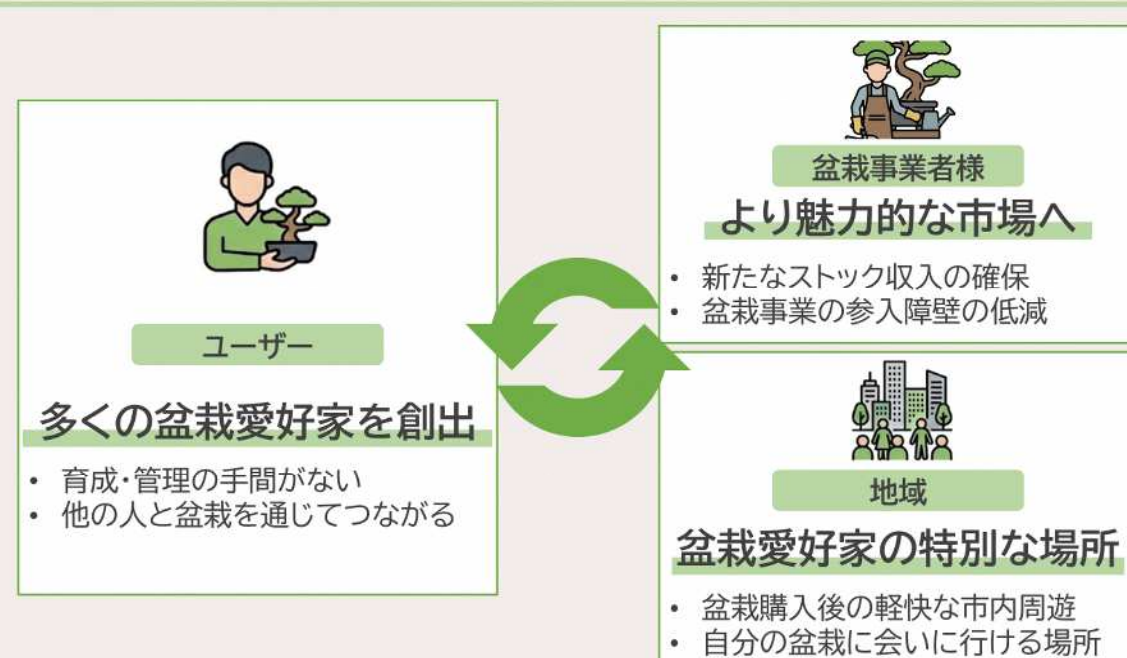 ユーザー
多くの盆栽愛好家を創出
• 育成・管理の手間がない
• 他の人と盆栽を通じてつながる
盆栽事業者様
より魅力的な市場へ
• 新たなストック収入の確保
• 盆栽事業の参入障壁の低減
地域
盆栽愛好家の特別な場所
• 盆栽購入後の軽快な市内周遊
• 自分の盆栽に会いに行ける場所